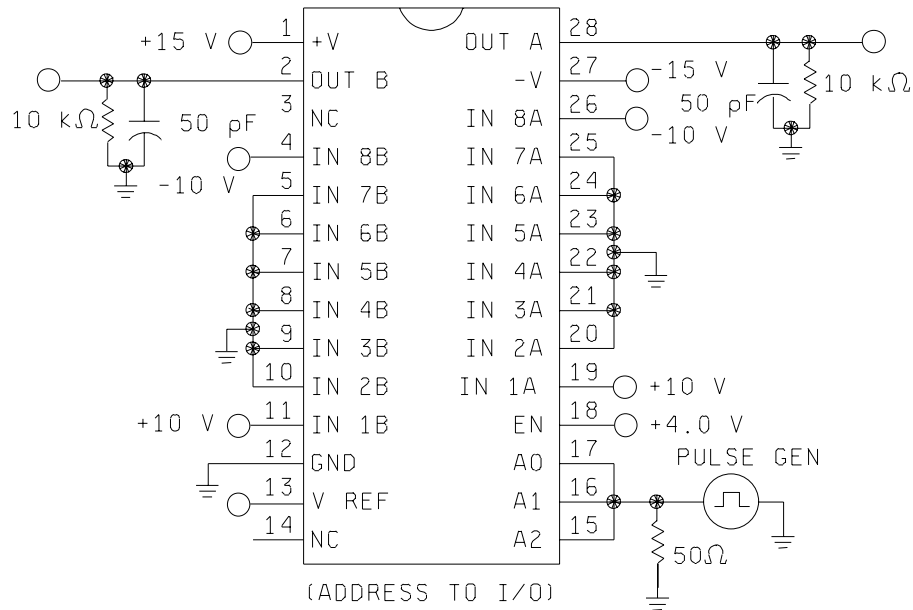 1 28
+15 V +V OUT A
2 27
OUT B -V -15 V
10 kΩ 50 pF 3 26 50 pF 10 kΩ
NC IN 8A -10 V
4 25
-10 V IN 8B IN 7A
5 24
IN 7B IN 6A
6 23
IN 6B IN 5A
7 22
IN 5B IN 4A
8 21
IN 4B IN 3A
9 20
IN 3B IN 2A
10 19
IN 2B IN 1A +10 V
11 18
+10 V IN 1B EN +4.0 V
12 17 PULSE GEN
GND A0
13 16
V REF A1
14 15
NC A2 50Ω
(ADDRESS TO I/O)